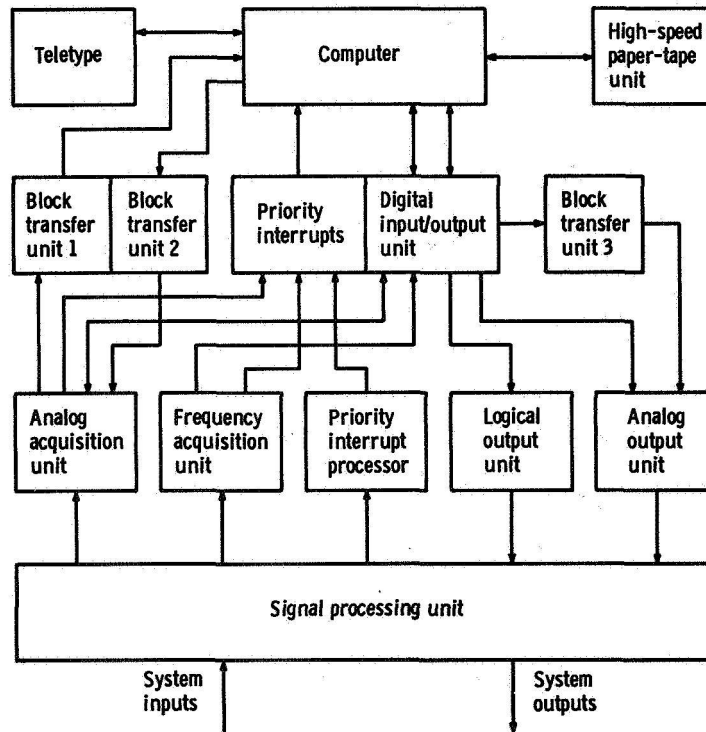 Teletype
Computer
High-speed
paper-tape
unit
Block
transfer
unit 1
Block
transfer
unit 2
Priority
interrupts
Digital
input/output
unit
Block
transfer
unit 3
Analog
acquisition
unit
Frequency
acquisition
unit
Priority
interrupt
processor
Logical
output
unit
Analog
output
unit
Signal processing unit
System
inputs
System
outputs